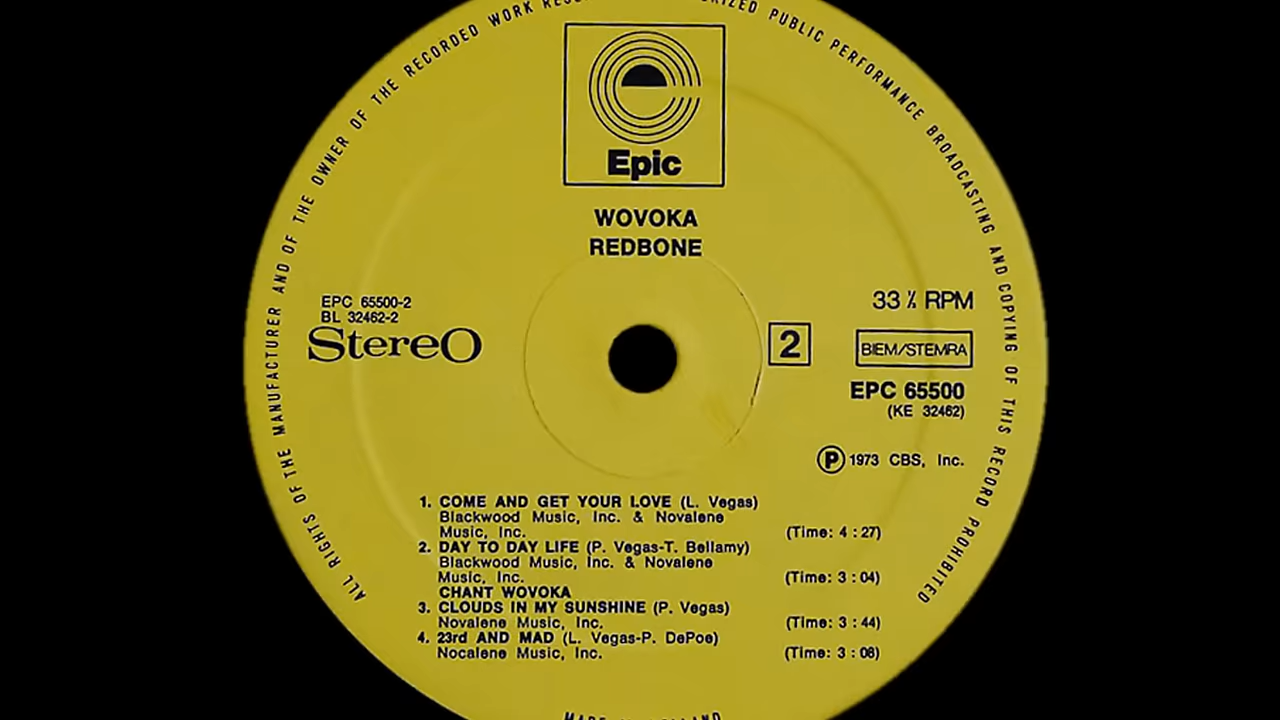 ALL RIGHTS OF THE MANUFACTURER AND OF THE OWNER OF THE RECORDED WORK
PUBLIC PERFORMANCE BROADCASTING AND COPYING OF THIS RECORD PROHIBITED
Epic
WOVOKA
REDBONE
EPC 65500-2
BL 32462-2
Stereo
33⅓ RPM
2
BIEM/STEMRA
EPC 65500
(KE 32462)
Ⓟ 1973 CBS, Inc.
1. COME AND GET YOUR LOVE (L. Vegas)
Blackwood Music, Inc. & Novalene
Music, Inc. (Time: 4 : 27)
2. DAY TO DAY LIFE (P. Vegas-T. Bellamy)
Blackwood Music, Inc. & Novalene
Music, Inc. (Time: 3 : 04)
CHANT WOVOKA
3. CLOUDS IN MY SUNSHINE (P. Vegas)
Novalene Music, Inc. (Time: 3 : 44)
4. 23rd AND MAD (L. Vegas-P. DePoe)
Nocalene Music, Inc. (Time: 3 : 08)